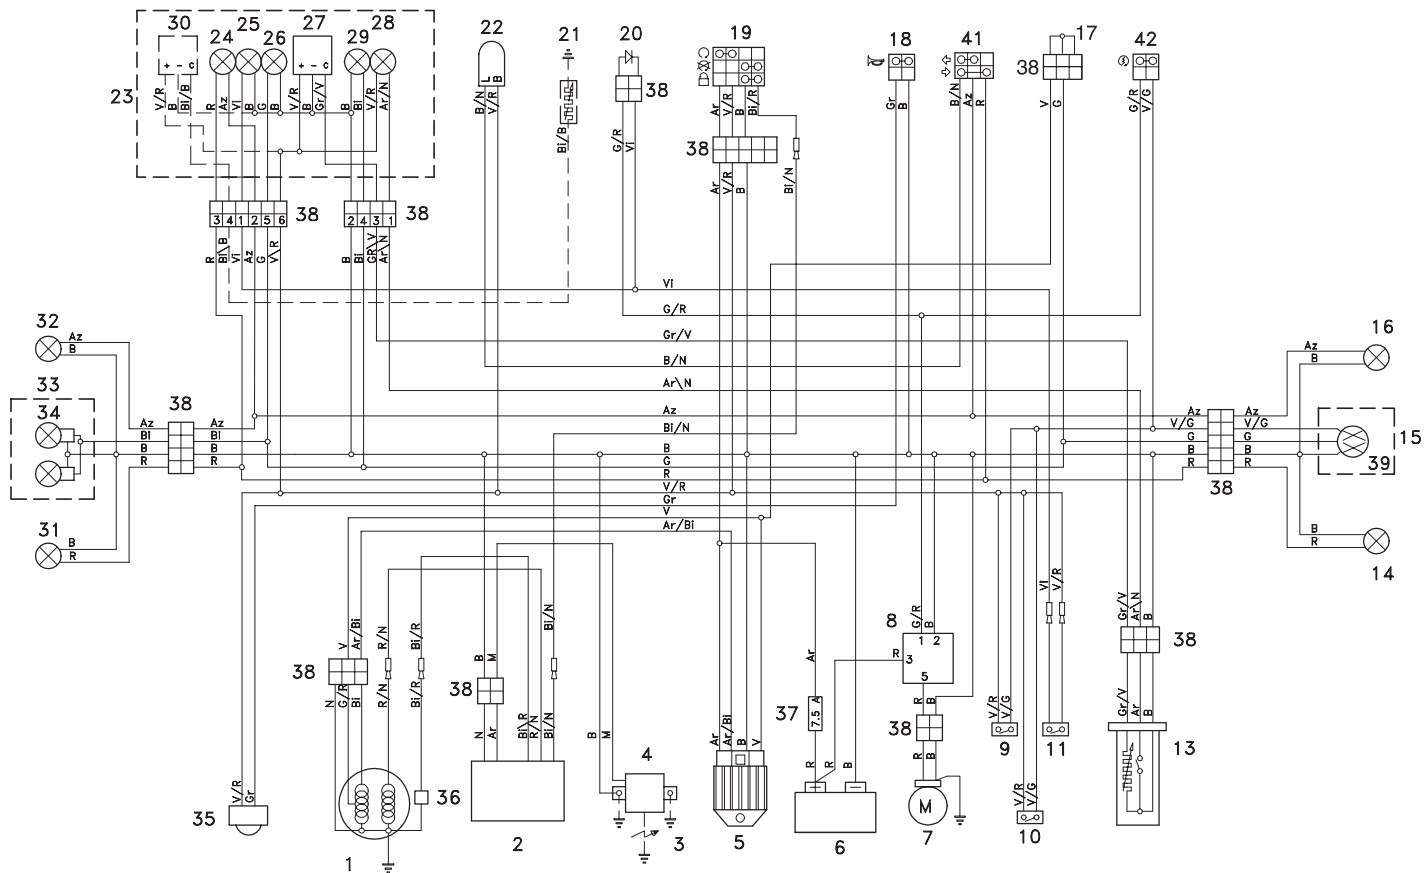 30 24 25 26 27 29 28
+ - c
+ - c
23
V/R B Bi/B R Az Vi B G B V/R B Gr/V B Bi V/R Ar/N
22
L B
B/N V/R
21
Bi/B
20
38
G/R Vi
19
Ar V/R B Bi/R
38
Ar V/R B Bi/N
18
Gr B
41
B/N Az R
17
38
V G
42
G/R V/G
3 4 1 2 5 6 38
2 4 3 1 38
R Bi\B Vi Az G V\R
B Bi GR\V Ar\N
Vi
G/R
Gr/V
B/N
Ar\N
Az
Bi/N
B
G
R
V/R
Gr
V
Ar/Bi
32
Az
B
33
34
38
Az Az
Bi Bi
B B
R R
31
B
R
16
Az
B
Az Az
V/G V/G
G G
B B
R R
38
15
39
B
R
14
V Ar/Bi R/N Bi/R
38
N G/R Bi R/N Bi/R
36
1
35
V/R Gr
B M Bi/N
38
N Ar Bi\R R/N Bi/N
2
B M
4
3
Ar Ar/Bi B V
5
Ar
37
7.5 A
R R B
6
8
G/R B
1 2
R 3
5
R B
38
R B
M
7
V/R V/G
9
V/R V/G
10
Vi V/R
11
Gr/V Ar\N B
38
Gr/V Ar B
13